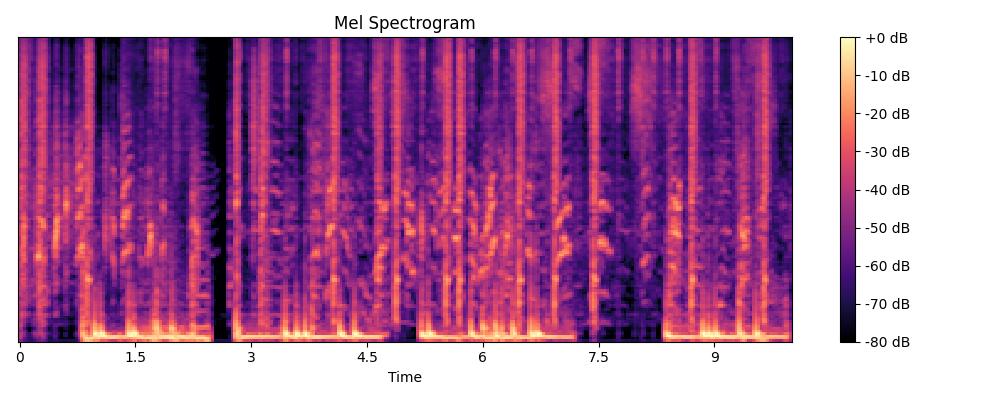 Mel Spectrogram
+0 dB
-10 dB
-20 dB
-30 dB
-40 dB
-50 dB
-60 dB
-70 dB
-80 dB
0 1.5 3 4.5 6 7.5 9
Time